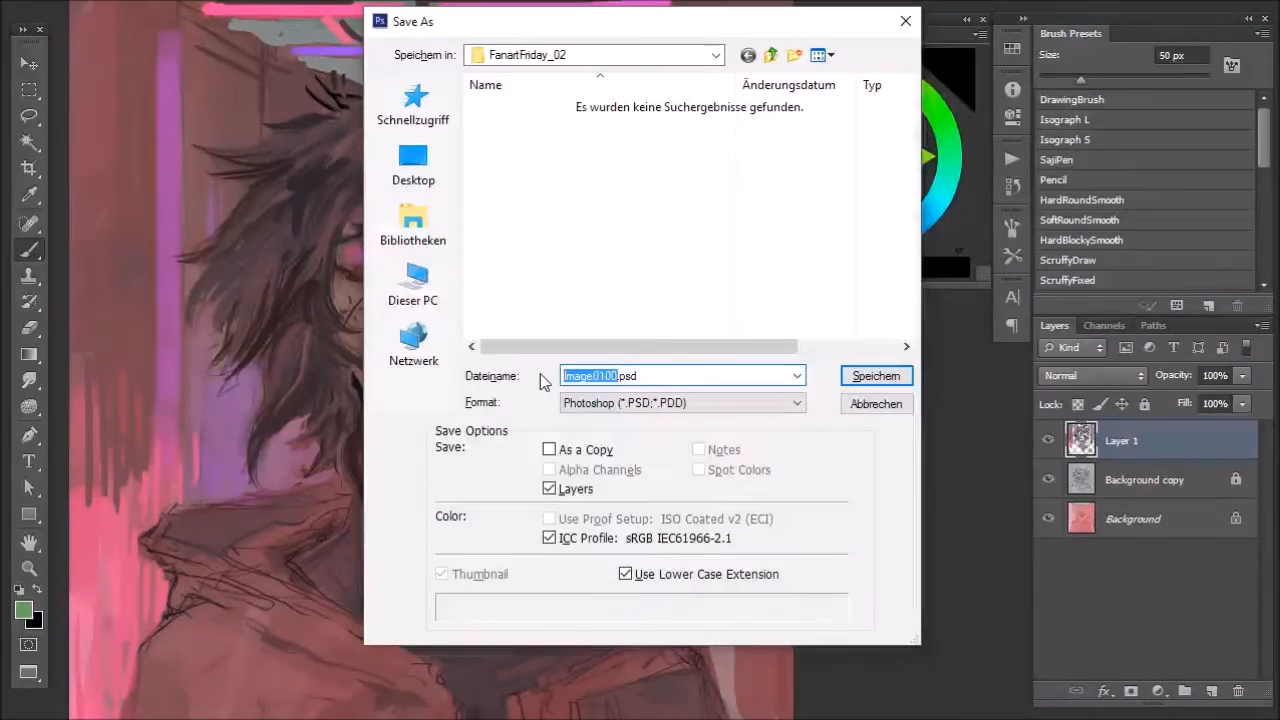 Save As
Speichern in:
FanartFriday_02
Name
Änderungsdatum
Typ
Es wurden keine Suchergebnisse gefunden.
Schnellzugriff
Desktop
Bibliotheken
Dieser PC
Netzwerk
Dateiname:
Image0100.psd
Speichern
Format:
Photoshop (*.PSD;*.PDD)
Abbrechen
Save Options
Save:
As a Copy
Notes
Alpha Channels
Spot Colors
Layers
Color:
Use Proof Setup: ISO Coated v2 (ECI)
ICC Profile: sRGB IEC61966-2.1
Thumbnail
Use Lower Case Extension
Brush Presets
Size:
50 px
DrawingBrush
Isograph L
Isograph S
SajiPen
Pencil
HardRoundSmooth
SoftRoundSmooth
HardBlockySmooth
ScruffyDraw
ScruffyFixed
Layers
Channels
Paths
Kind
Normal
Opacity: 100%
Lock:
Fill: 100%
Layer 1
Background copy
Background